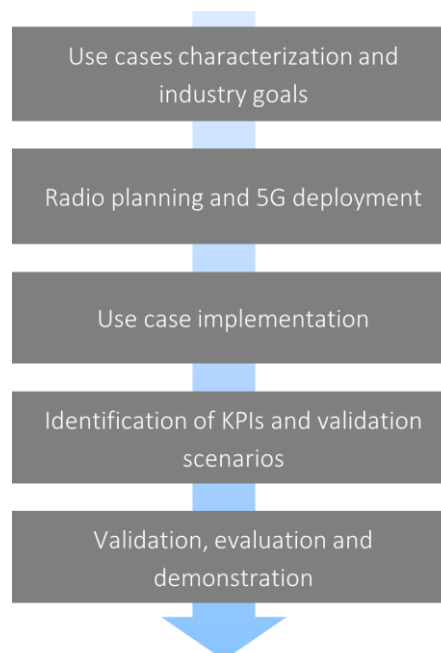 Use cases characterization and
industry goals
Radio planning and 5G deployment
Use case implementation
Identification of KPIs and validation
scenarios
Validation, evaluation and
demonstration